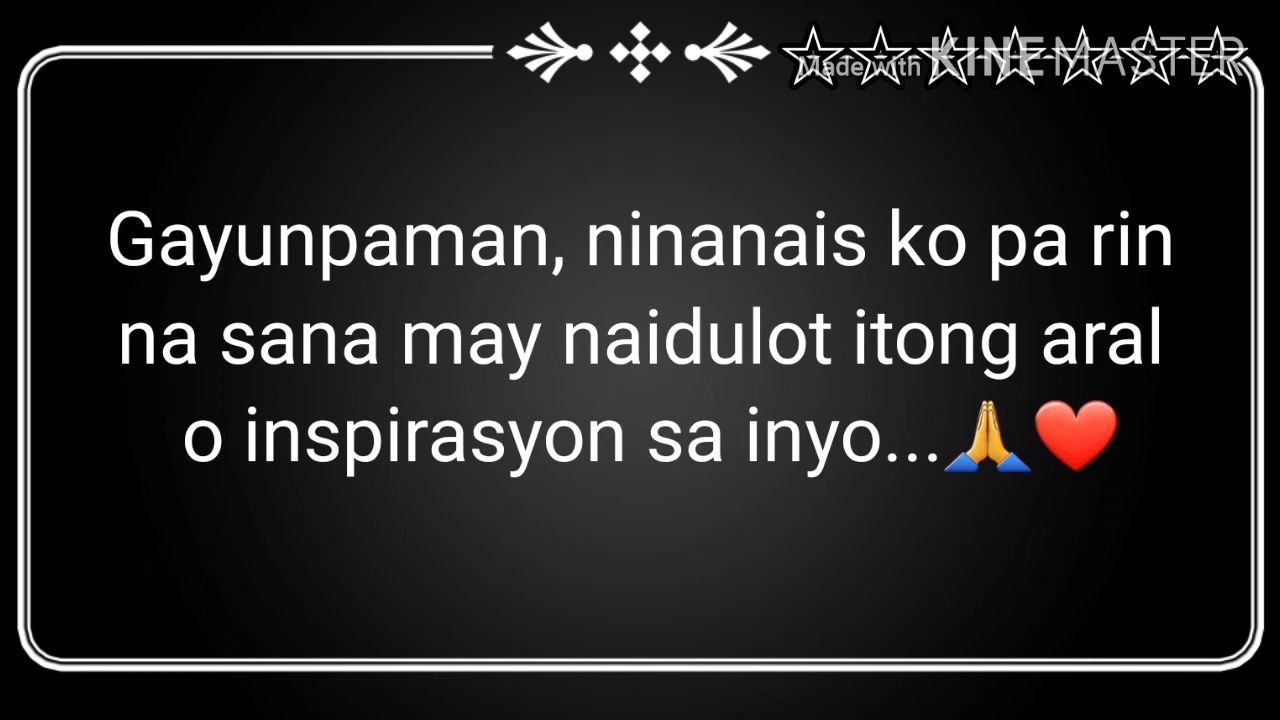 Made with KINEMASTER
Gayunpaman, ninanais ko pa rin
na sana may naidulot itong aral
o inspirasyon sa inyo...🙏❤️